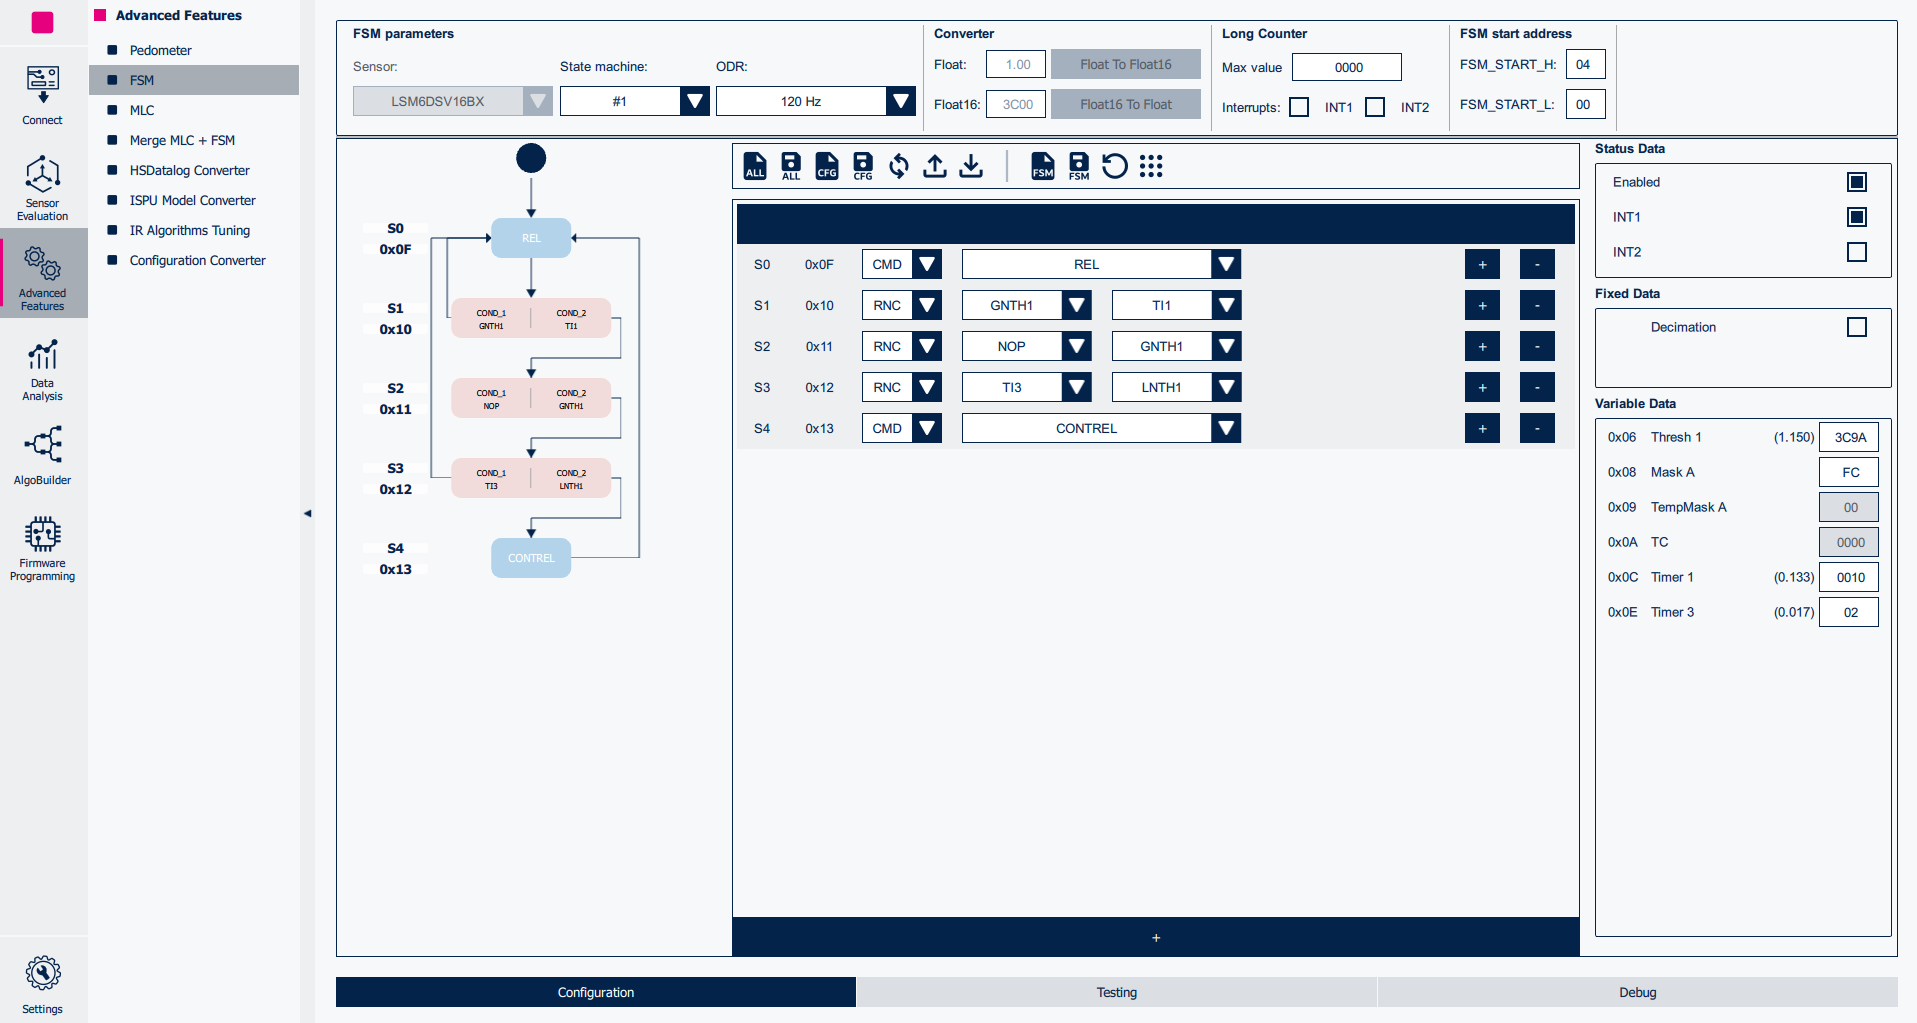 Connect
Sensor
Evaluation
Advanced
Features
Data
Analysis
AlgoBuilder
Firmware
Programming
Settings
Advanced Features
Pedometer
FSM
MLC
Merge MLC + FSM
HSDatalog Converter
ISPU Model Converter
IR Algorithms Tuning
Configuration Converter
FSM parameters
Sensor: State machine: ODR:
LSM6DSV16BX #1 120 Hz
Converter
Float: 1.00 Float To Float16
Float16: 3C00 Float16 To Float
Long Counter
Max value 0000
Interrupts: INT1 INT2
FSM start address
FSM_START_H: 04
FSM_START_L: 00
S0
0x0F
REL
S1
0x10
COND_1
GNTH1
COND_2
TI1
S2
0x11
COND_1
NOP
COND_2
GNTH1
S3
0x12
COND_1
TI3
COND_2
LNTH1
S4
0x13
CONTREL
ALL ALL CFG CFG FSM FSM
S0 0x0F CMD REL + -
S1 0x10 RNC GNTH1 TI1 + -
S2 0x11 RNC NOP GNTH1 + -
S3 0x12 RNC TI3 LNTH1 + -
S4 0x13 CMD CONTREL + -
+
Status Data
Enabled
INT1
INT2
Fixed Data
Decimation
Variable Data
0x06 Thresh 1 (1.150) 3C9A
0x08 Mask A FC
0x09 TempMask A 00
0x0A TC 0000
0x0C Timer 1 (0.133) 0010
0x0E Timer 3 (0.017) 02
Configuration Testing Debug